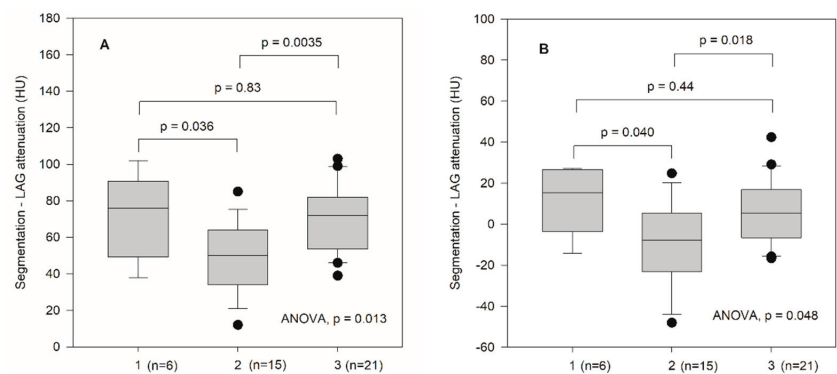 A
Segmentation - LAG attenuation (HU)
180
160
140
120
100
80
60
40
20
0
p = 0.0035
p = 0.83
p = 0.036
ANOVA, p = 0.013
1 (n=6)
2 (n=15)
3 (n=21)
B
Segmentation - LAG attenuation (HU)
100
80
60
40
20
0
-20
-40
-60
p = 0.018
p = 0.44
p = 0.040
ANOVA, p = 0.048
1 (n=6)
2 (n=15)
3 (n=21)